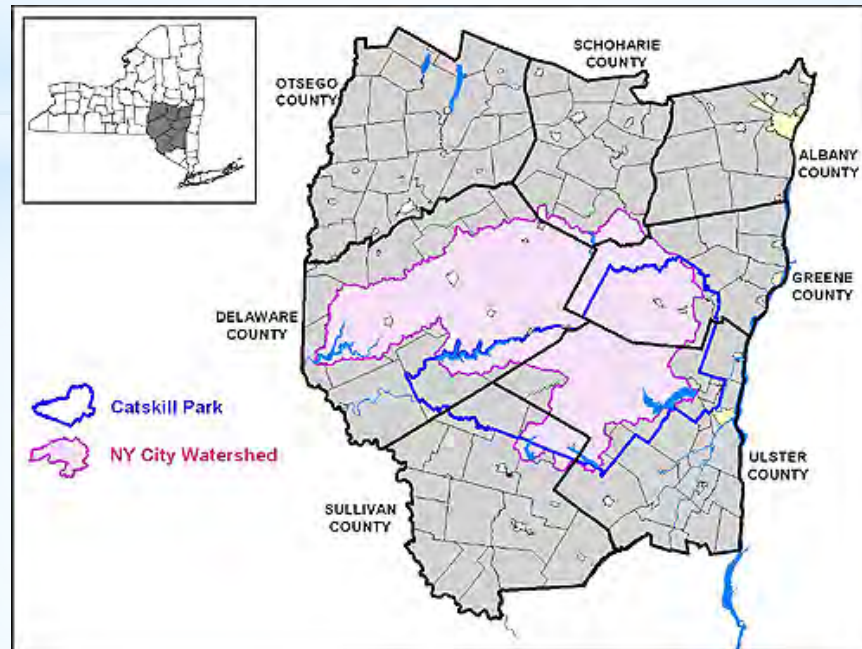 SCHOHARIE
COUNTY
OTSEGO
COUNTY
ALBANY
COUNTY
GREENE
COUNTY
DELAWARE
COUNTY
Catskill Park
NY City Watershed
ULSTER
COUNTY
SULLIVAN
COUNTY